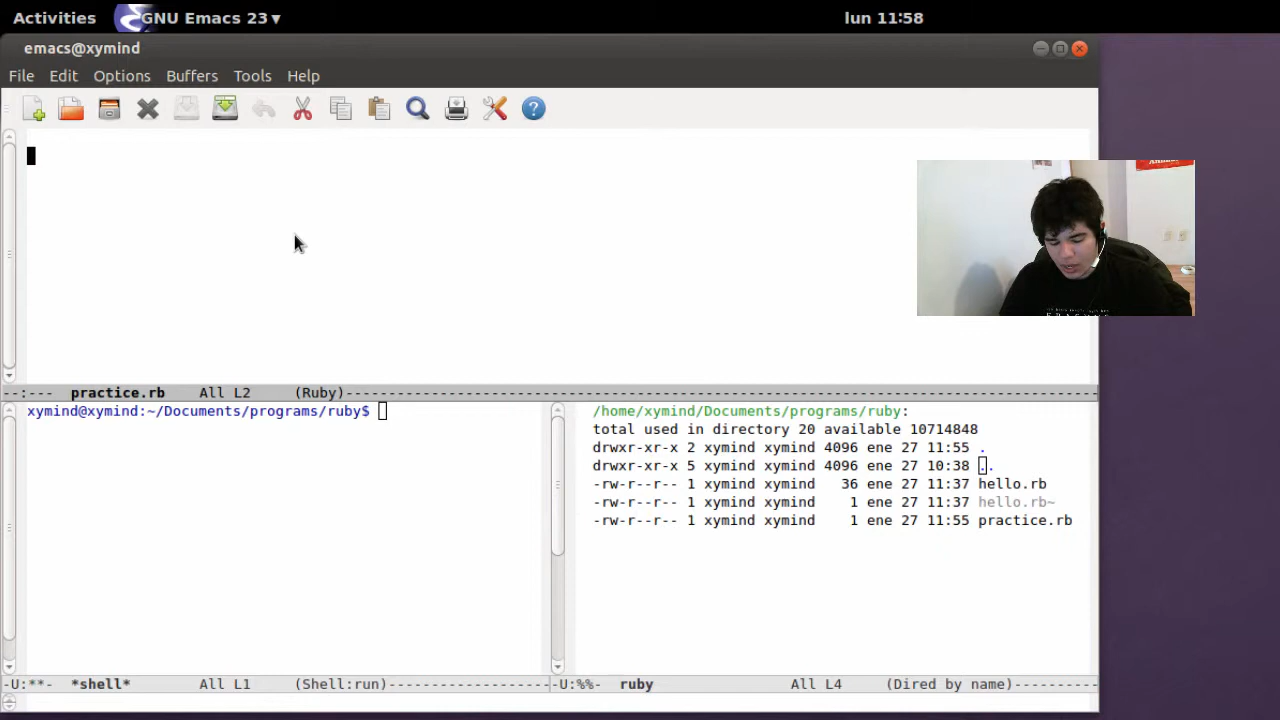 Activities GNU Emacs 23 ▾ lun 11:58
emacs@xymind
File Edit Options Buffers Tools Help
--:--- practice.rb All L2 (Ruby)--------------------------------------------------------------------------------
xymind@xymind:~/Documents/programs/ruby$
-U:**- *shell* All L1 (Shell:run)--------------------
/home/xymind/Documents/programs/ruby:
total used in directory 20 available 10714848
drwxr-xr-x 2 xymind xymind 4096 ene 27 11:55 .
drwxr-xr-x 5 xymind xymind 4096 ene 27 10:38 ..
-rw-r--r-- 1 xymind xymind 36 ene 27 11:37 hello.rb
-rw-r--r-- 1 xymind xymind 1 ene 27 11:37 hello.rb~
-rw-r--r-- 1 xymind xymind 1 ene 27 11:55 practice.rb
-U:%%- ruby All L4 (Dired by name)----------